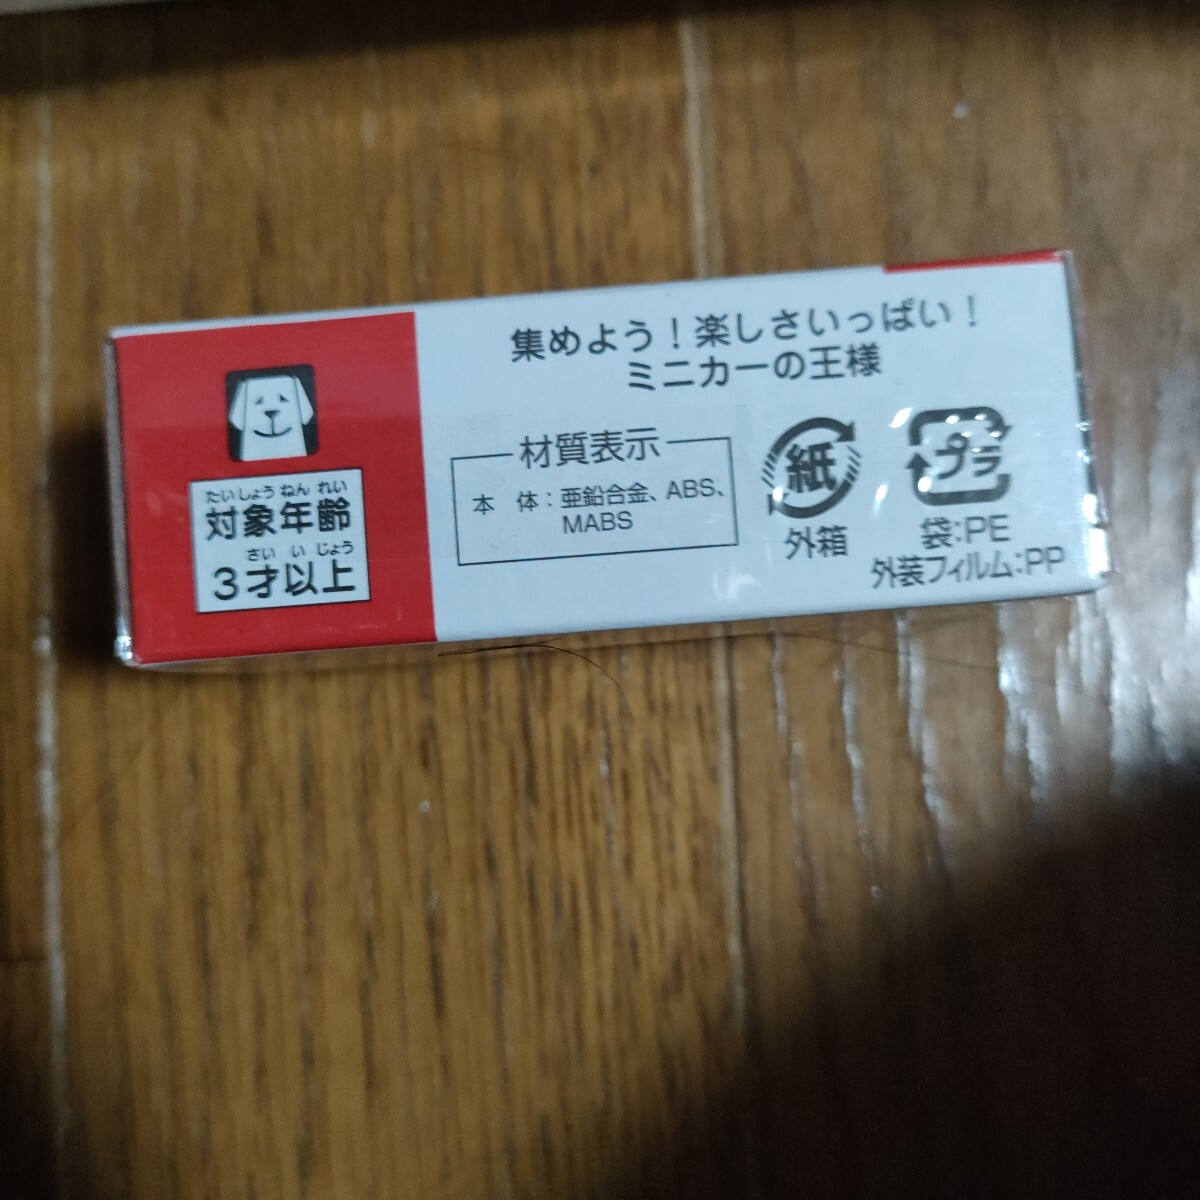 集めよう！楽しさいっぱい！
ミニカーの王様
たいしょうねんれい
対象年齢
さいいじょう
3才以上
材質表示
本 体：亜鉛合金、ABS、
MABS
紙
外箱
プラ
袋：PE
外装フィルム：PP